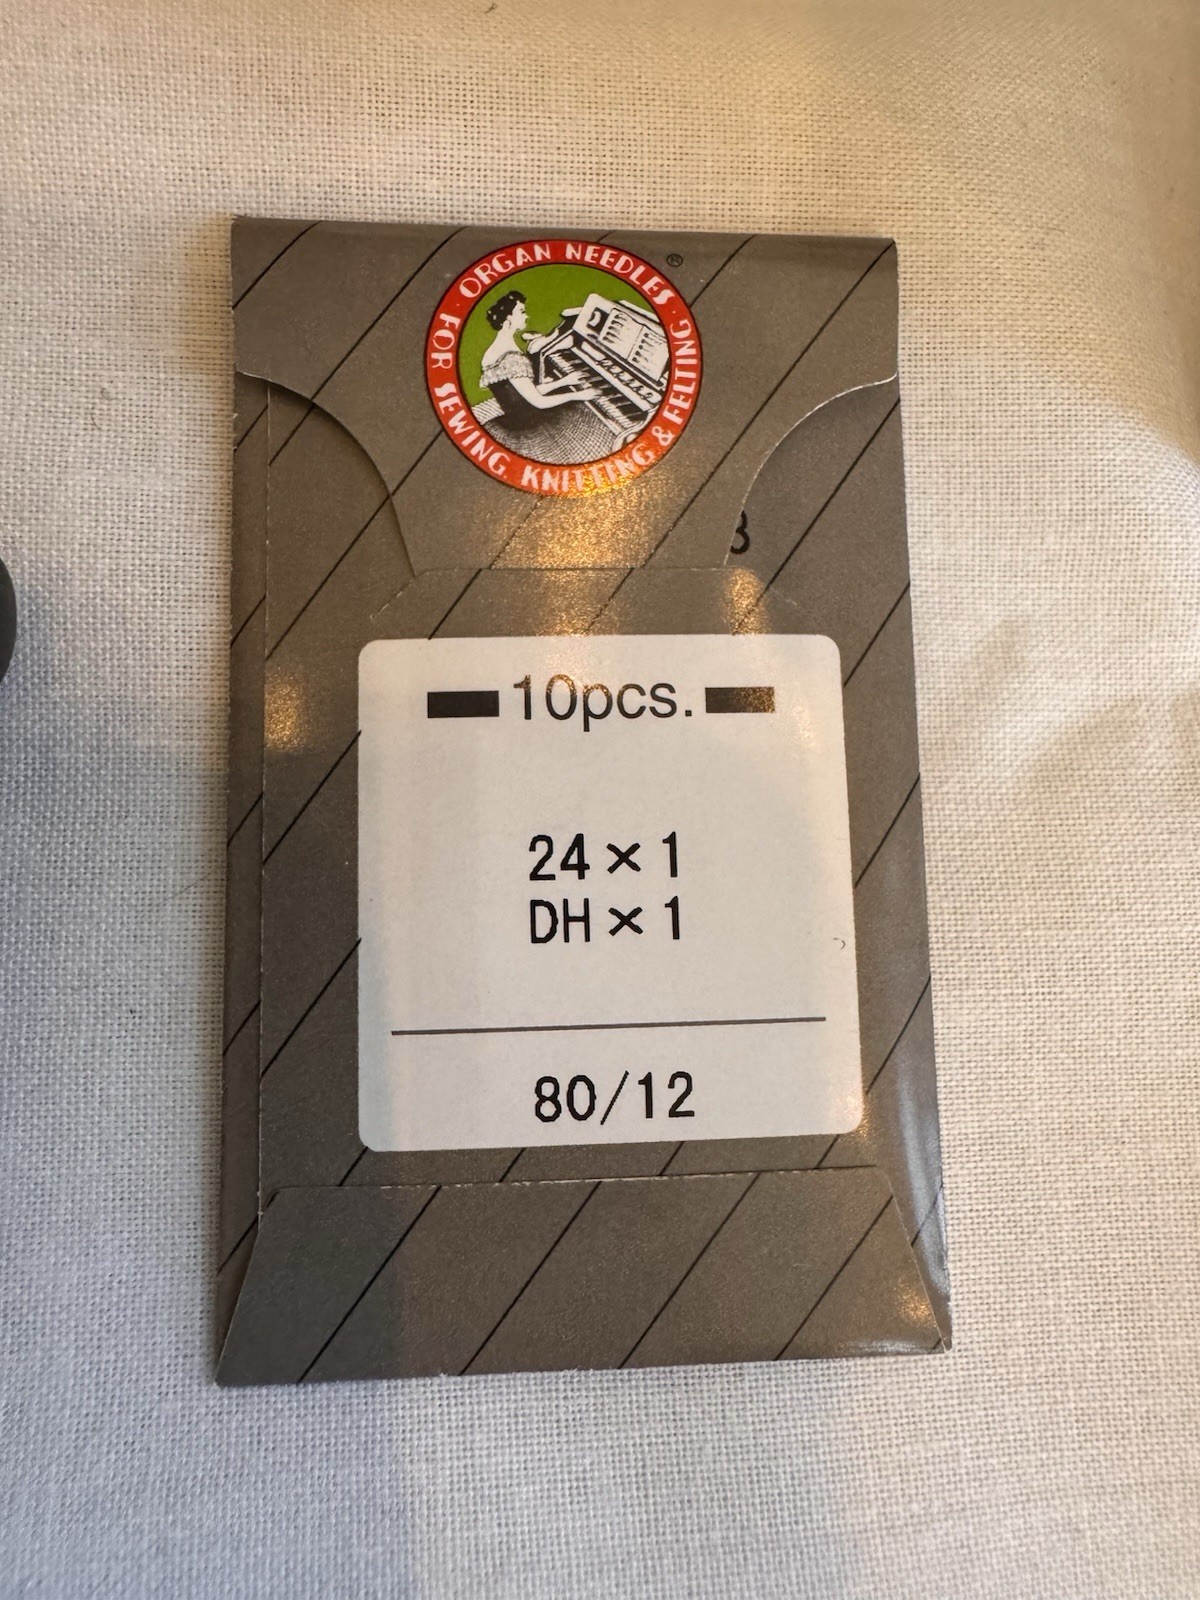 ORGAN NEEDLES ® FOR SEWING, KNITTING & FELTING
10pcs.
24×1
DH×1
80/12